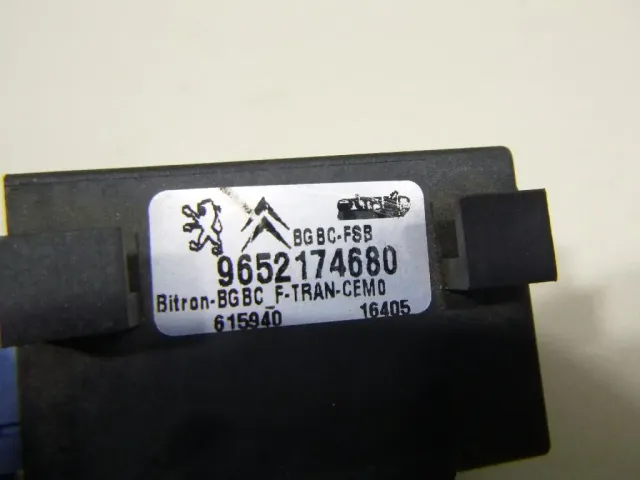 BGBC-FSB
9652174680
Bitron-BGBC_F-TRAN-CEM0
615940 16405